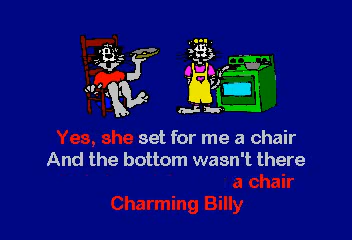 Yes, she set for me a chair
And the bottom wasn't there
a chair
Charming Billy